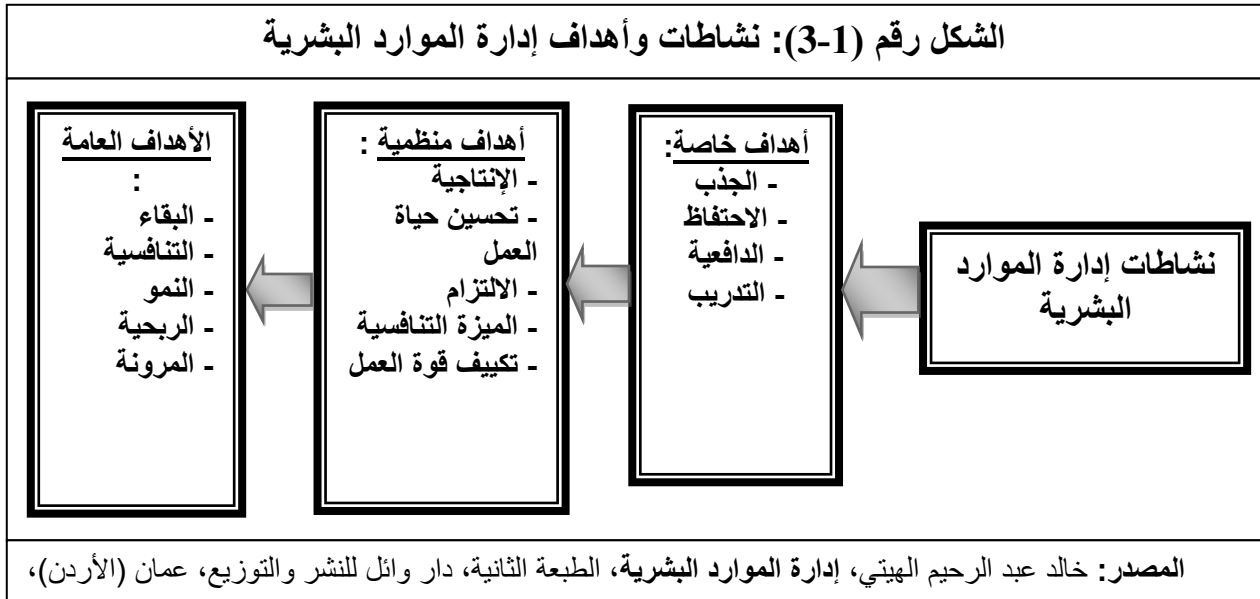 الشكل رقم (1-3): نشاطات وأهداف إدارة الموارد البشرية
نشاطات إدارة الموارد
البشرية
أهداف خاصة:
- الجذب
- الاحتفاظ
- الدافعية
- التدريب
أهداف منظمية :
- الإنتاجية
- تحسين حياة
العمل
- الالتزام
- الميزة التنافسية
- تكييف قوة العمل
الأهداف العامة
:
- البقاء
- التنافسية
- النمو
- الربحية
- المرونة
المصدر: خالد عبد الرحيم الهيتي، إدارة الموارد البشرية، الطبعة الثانية، دار وائل للنشر والتوزيع، عمان (الأردن)،